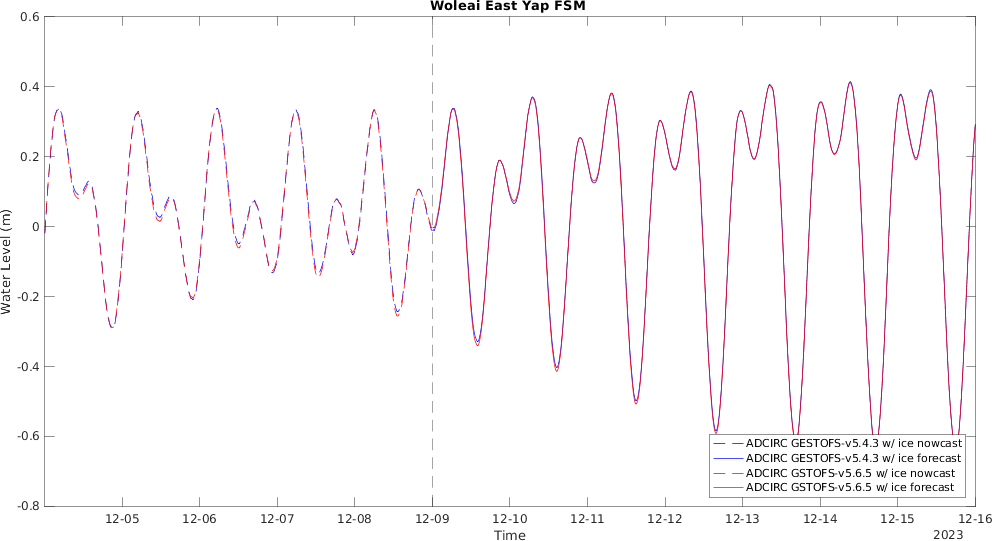 Woleai East Yap FSM
0.6
0.4
0.2
0
-0.2
-0.4
-0.6
-0.8
Water Level (m)
ADCIRC GESTOFS-v5.4.3 w/ ice nowcast
ADCIRC GESTOFS-v5.4.3 w/ ice forecast
ADCIRC GSTOFS-v5.6.5 w/ ice nowcast
ADCIRC GSTOFS-v5.6.5 w/ ice forecast
12-05 12-06 12-07 12-08 12-09 12-10 12-11 12-12 12-13 12-14 12-15 12-16
Time
2023